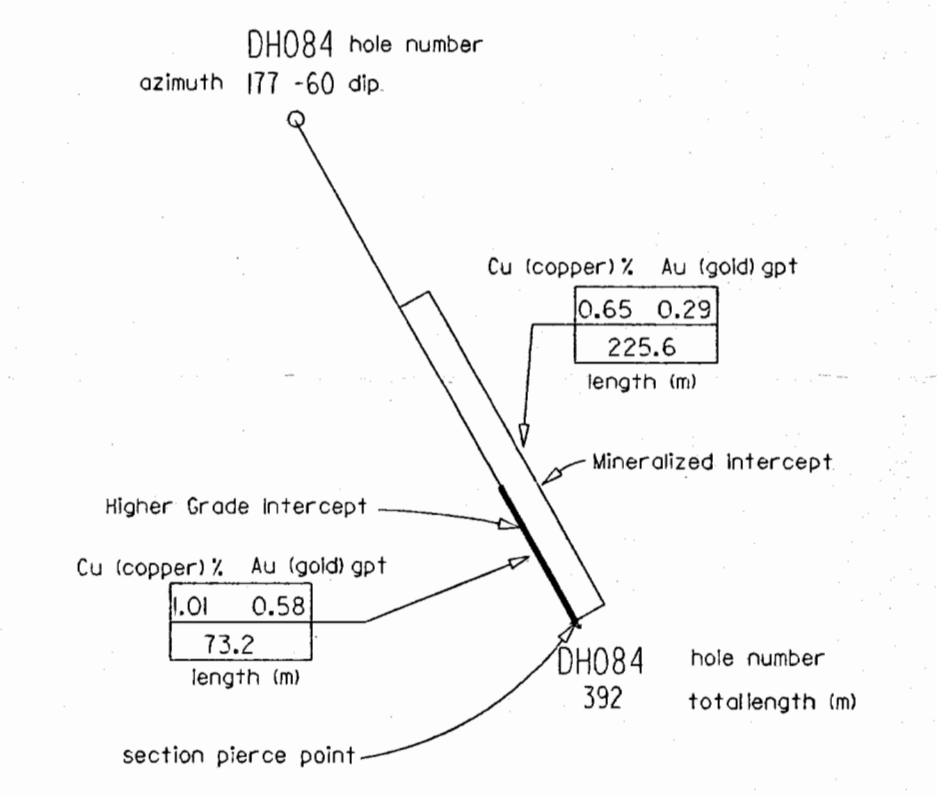 DH084 hole number
azimuth 177 -60 dip.
Cu (copper) % Au (gold) gpt
0.65 0.29
225.6
length (m)
Mineralized intercept
Higher Grade intercept
Cu (copper) % Au (gold) gpt
1.01 0.58
73.2
length (m)
DH084 hole number
392 total length (m)
section pierce point